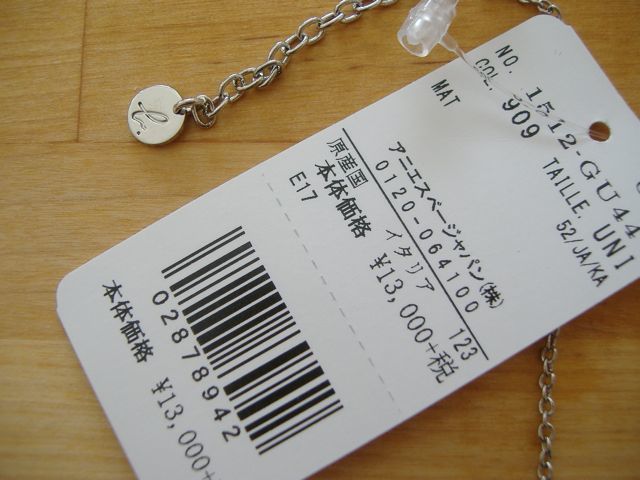 NO. 1512-GU44
COL. 909 TAILLE. UNI
MAT 52/JA/KA
アニエスベージャパン(株)
0120-064100 123
原産国 イタリア
本体価格 ¥13,000+税
E17
02878942
本体価格 ¥13,000+
b.